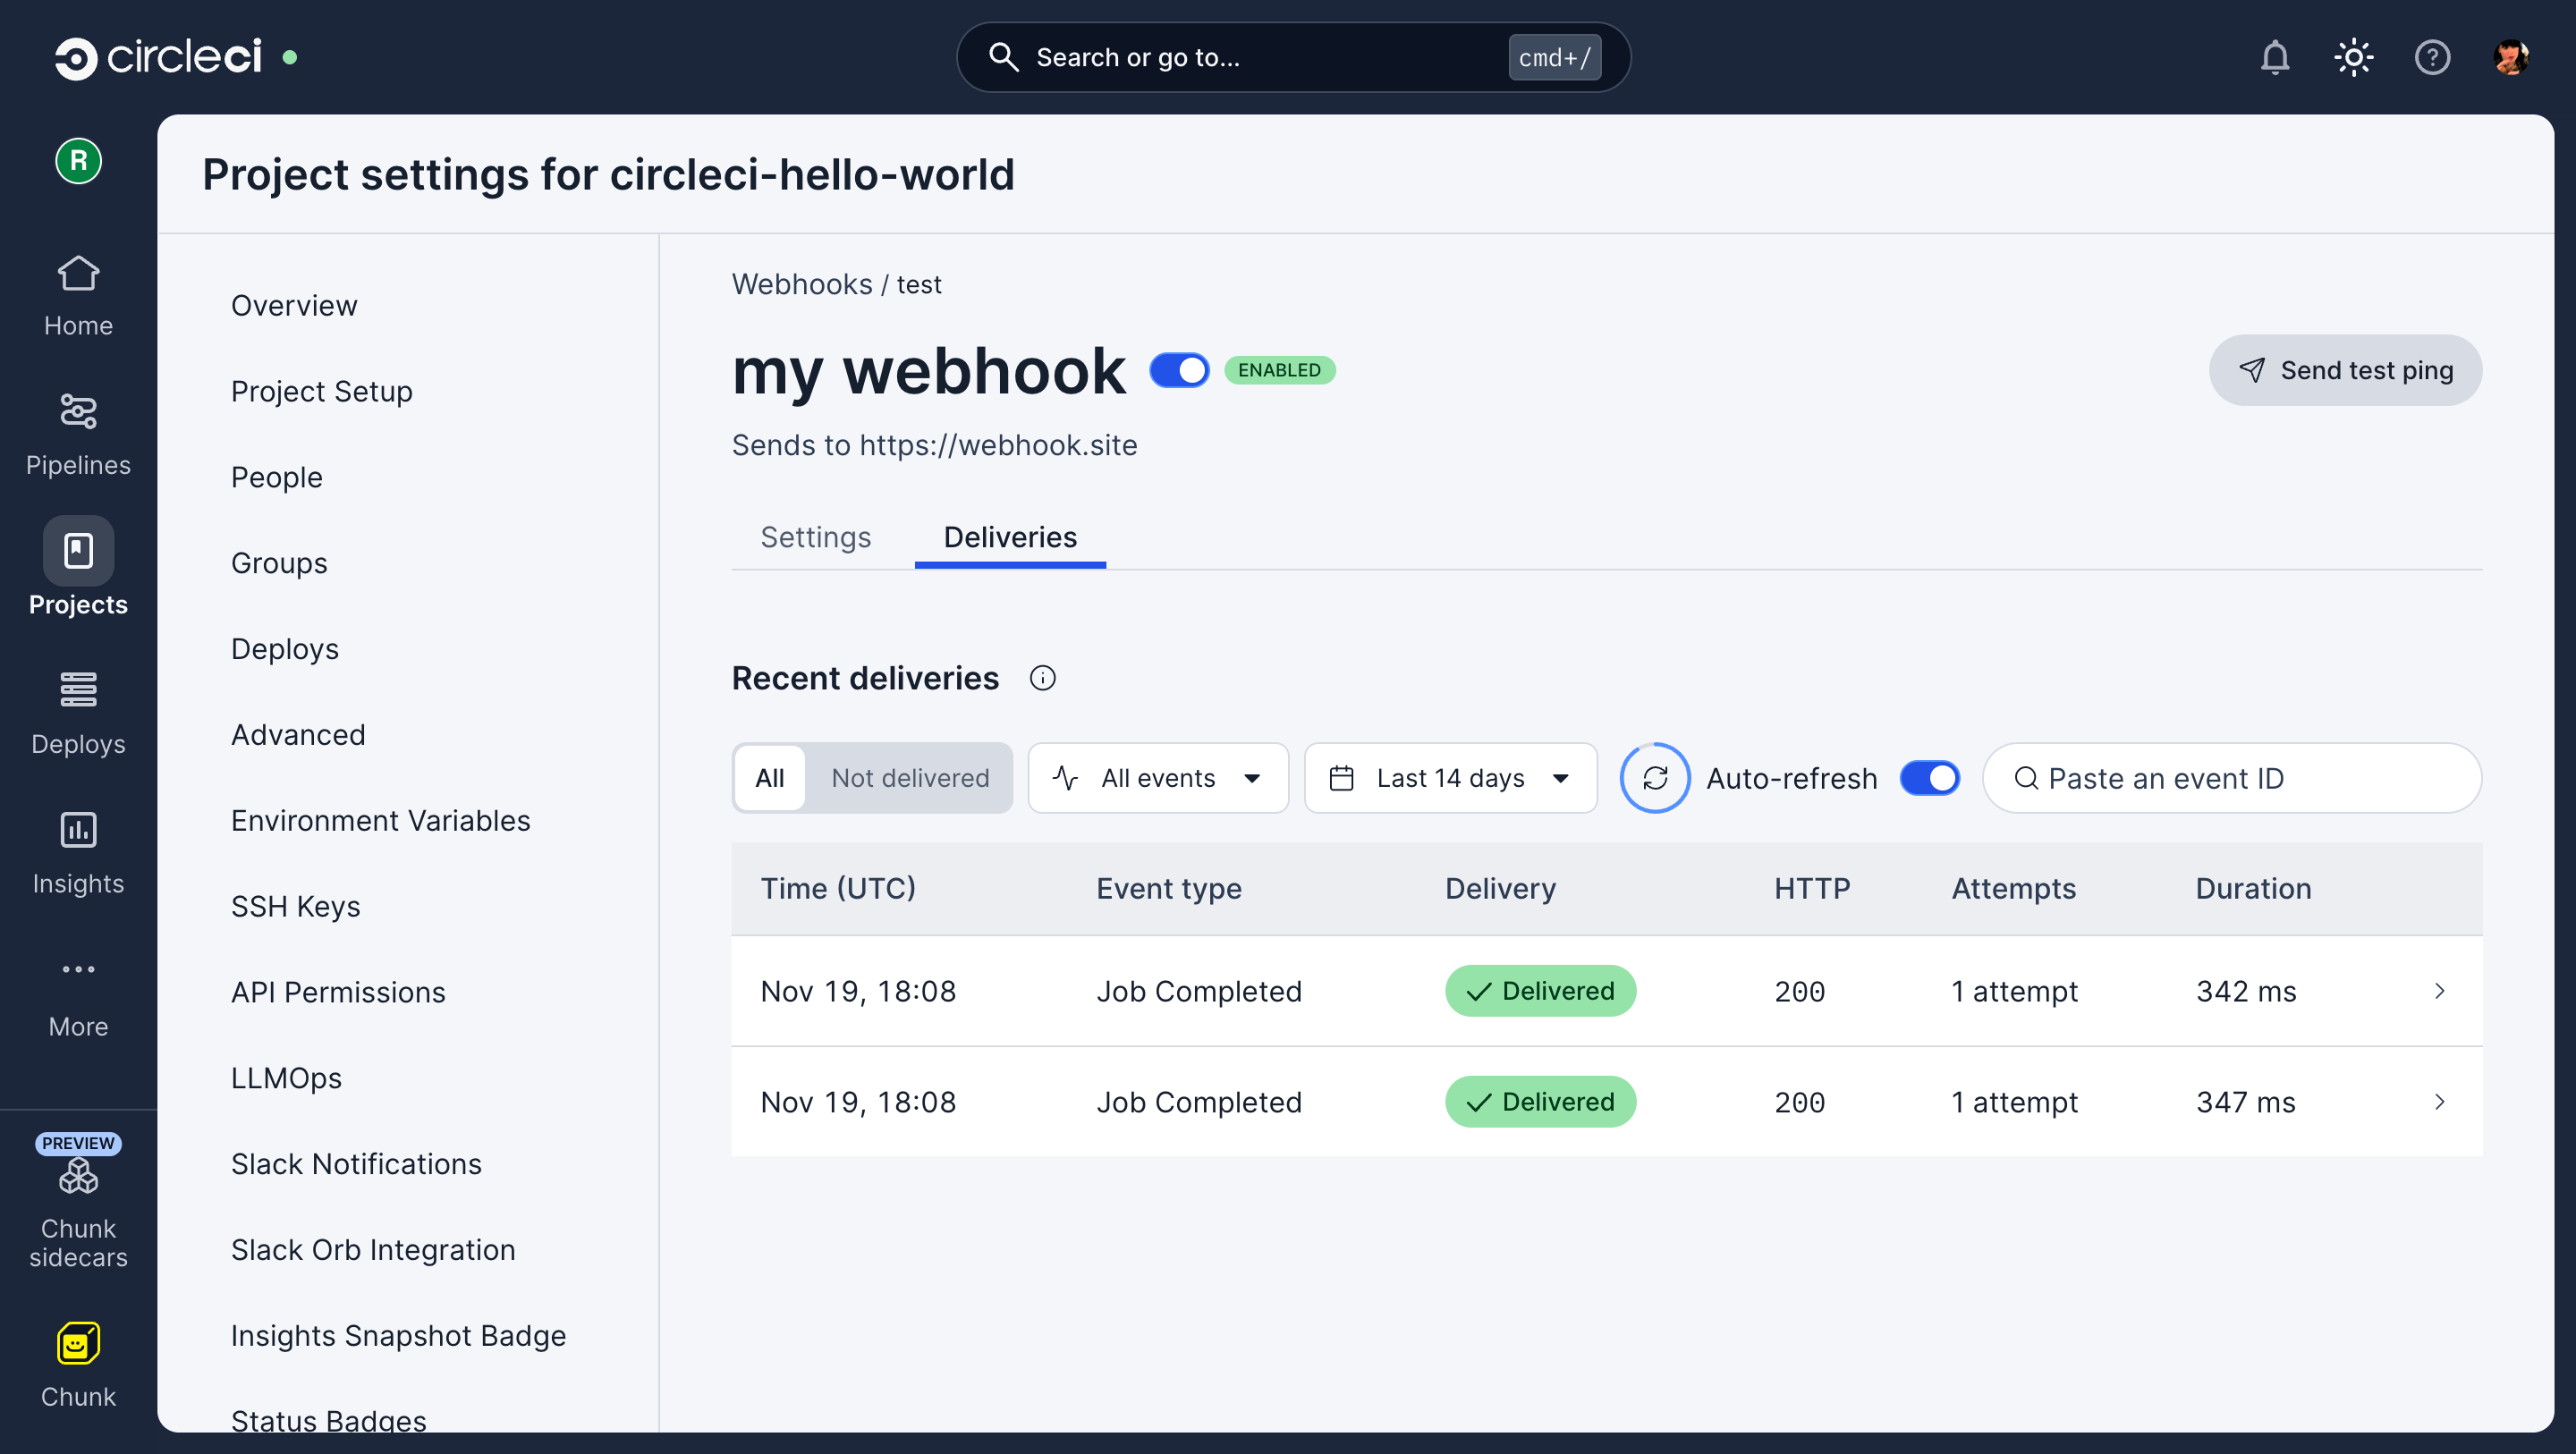 circleci
Search or go to...
cmd+/
R
Home
Pipelines
Projects
Deploys
Insights
More
PREVIEW
Chunk
sidecars
Chunk
Project settings for circleci-hello-world
Overview
Project Setup
People
Groups
Deploys
Advanced
Environment Variables
SSH Keys
API Permissions
LLMOps
Slack Notifications
Slack Orb Integration
Insights Snapshot Badge
Status Badges
Webhooks / test
my webhook ENABLED
Send test ping
Sends to https://webhook.site
Settings Deliveries
Recent deliveries
All Not delivered All events Last 14 days Auto-refresh Paste an event ID
Time (UTC) Event type Delivery HTTP Attempts Duration
Nov 19, 18:08 Job Completed Delivered 200 1 attempt 342 ms
Nov 19, 18:08 Job Completed Delivered 200 1 attempt 347 ms